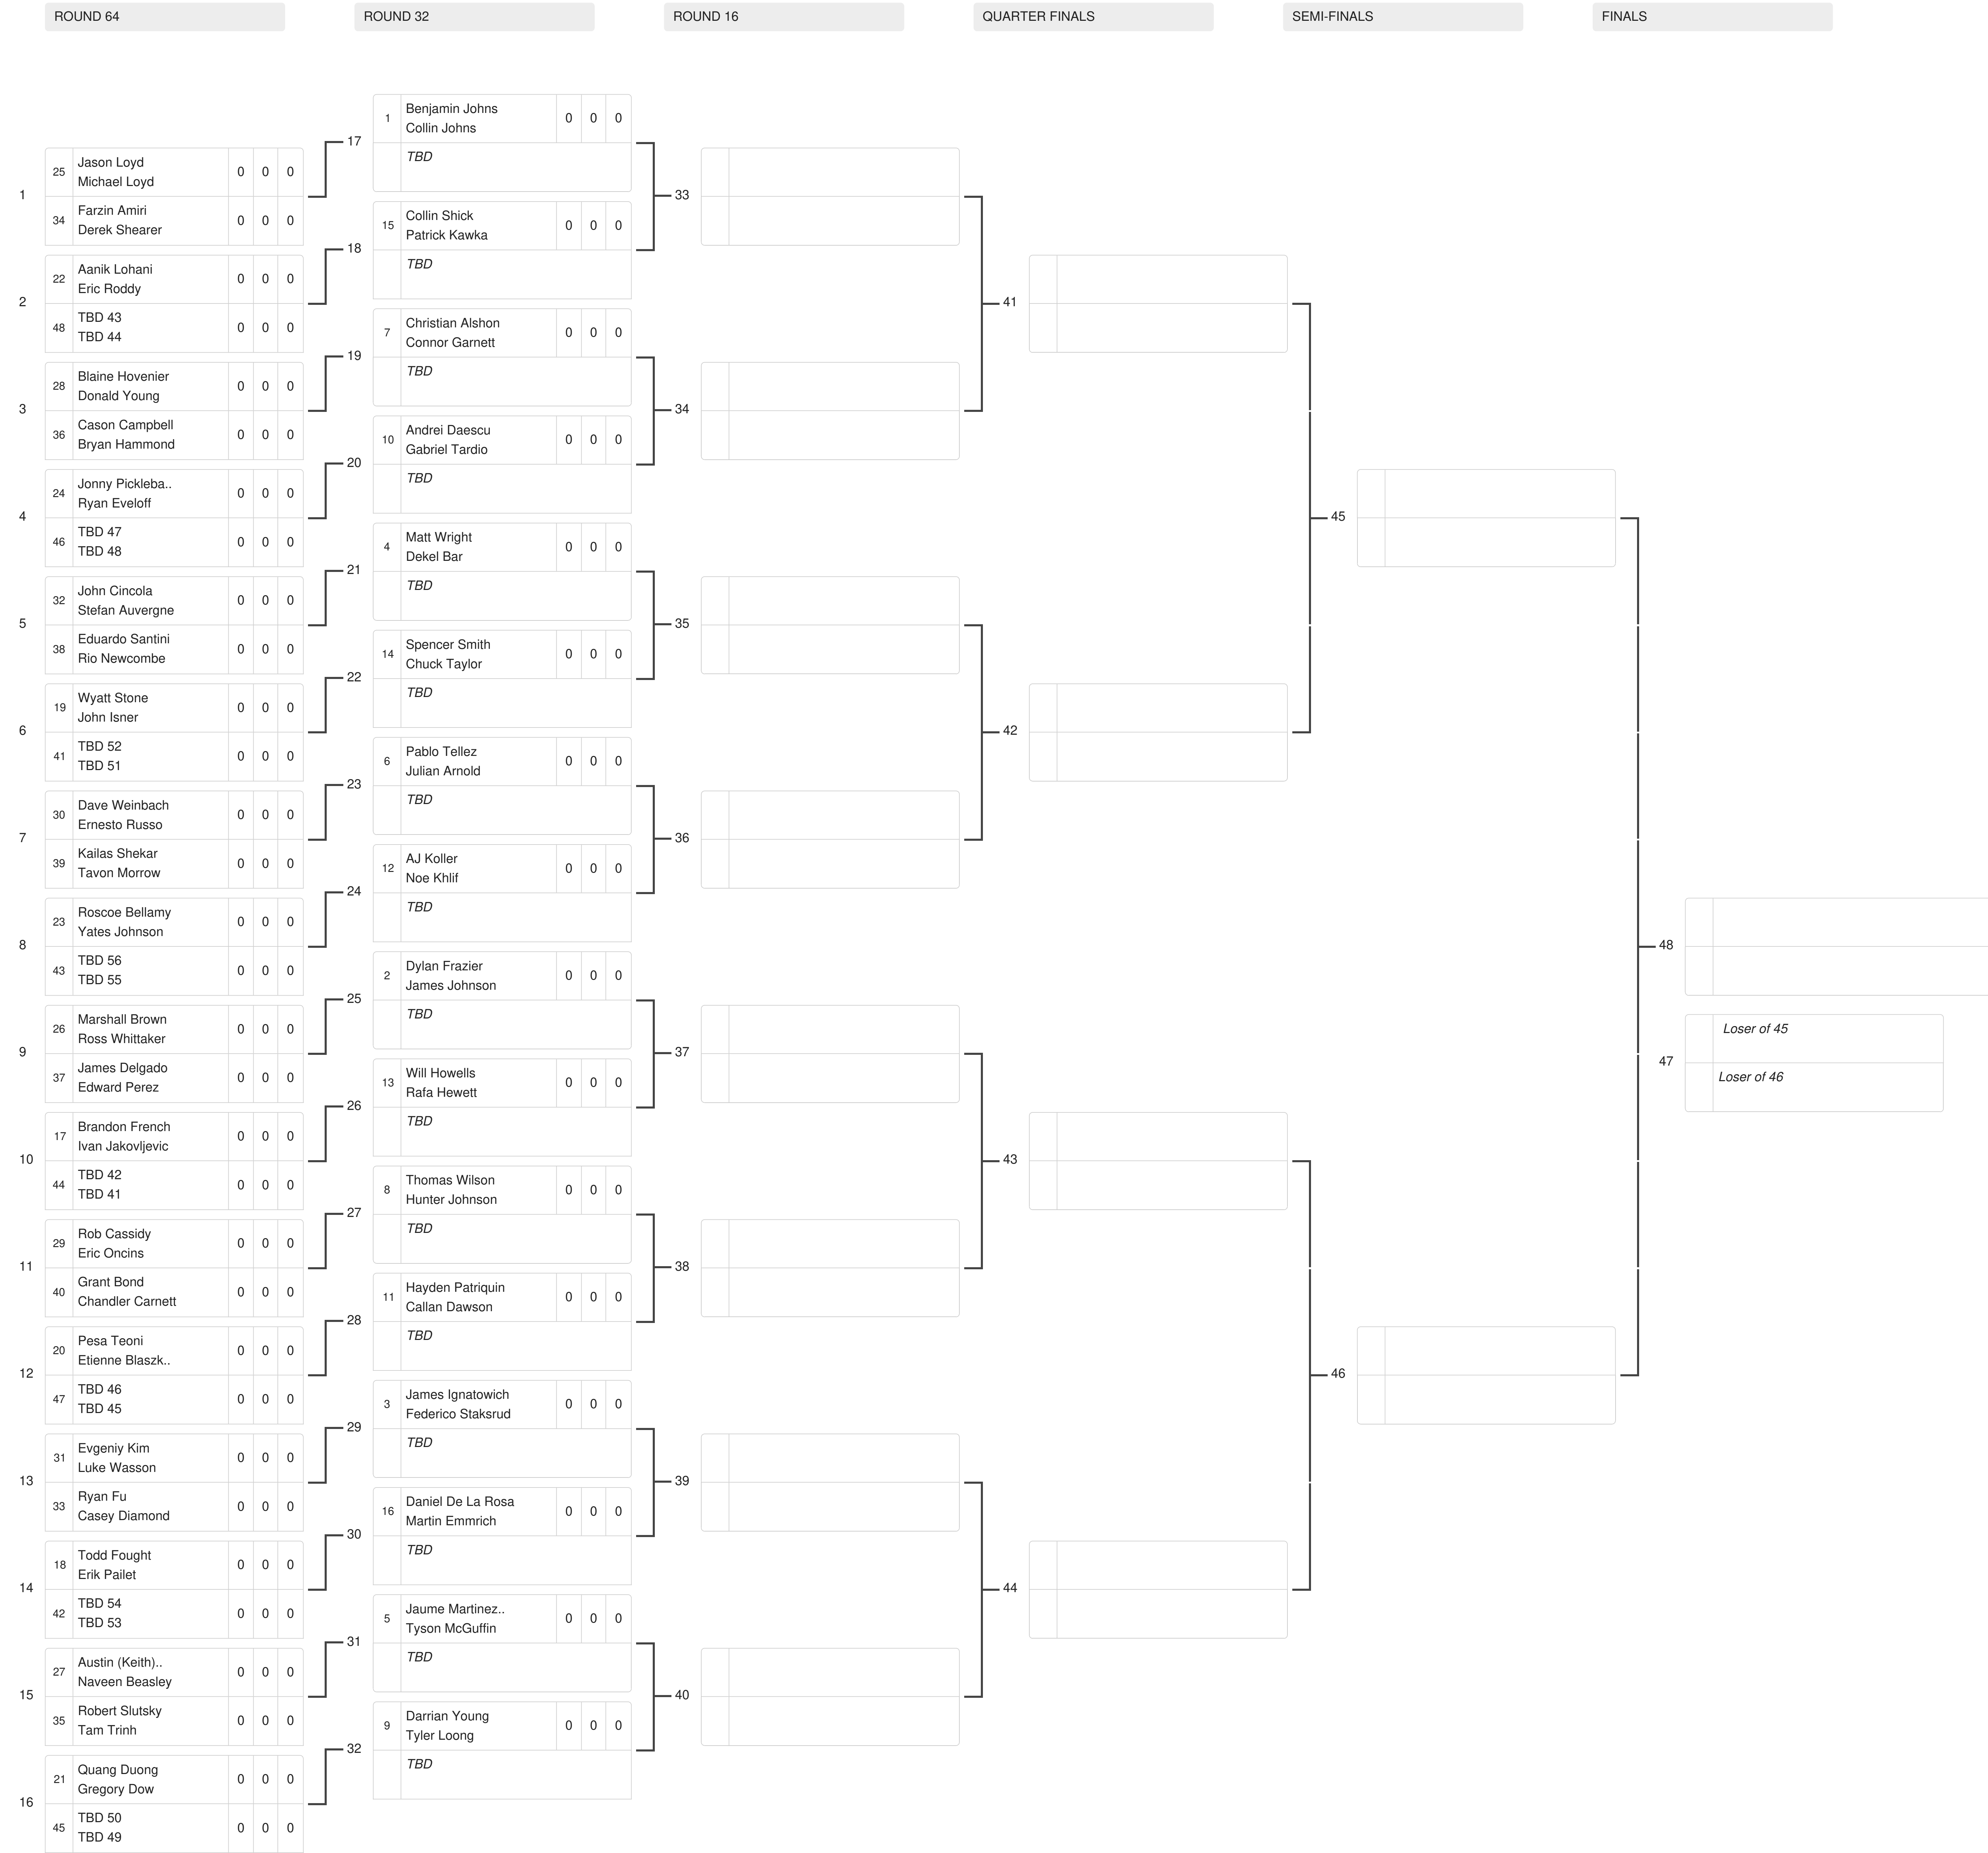 ROUND 64
ROUND 32
ROUND 16
QUARTER FINALS
SEMI-FINALS
FINALS
1
25
Jason Loyd
Michael Loyd
0 0 0
34
Farzin Amiri
Derek Shearer
0 0 0
2
22
Aanik Lohani
Eric Roddy
0 0 0
48
TBD 43
TBD 44
0 0 0
3
28
Blaine Hovenier
Donald Young
0 0 0
36
Cason Campbell
Bryan Hammond
0 0 0
4
24
Jonny Pickleba..
Ryan Eveloff
0 0 0
46
TBD 47
TBD 48
0 0 0
5
32
John Cincola
Stefan Auvergne
0 0 0
38
Eduardo Santini
Rio Newcombe
0 0 0
6
19
Wyatt Stone
John Isner
0 0 0
41
TBD 52
TBD 51
0 0 0
7
30
Dave Weinbach
Ernesto Russo
0 0 0
39
Kailas Shekar
Tavon Morrow
0 0 0
8
23
Roscoe Bellamy
Yates Johnson
0 0 0
43
TBD 56
TBD 55
0 0 0
9
26
Marshall Brown
Ross Whittaker
0 0 0
37
James Delgado
Edward Perez
0 0 0
10
17
Brandon French
Ivan Jakovljevic
0 0 0
44
TBD 42
TBD 41
0 0 0
11
29
Rob Cassidy
Eric Oncins
0 0 0
40
Grant Bond
Chandler Carnett
0 0 0
12
20
Pesa Teoni
Etienne Blaszk..
0 0 0
47
TBD 46
TBD 45
0 0 0
13
31
Evgeniy Kim
Luke Wasson
0 0 0
33
Ryan Fu
Casey Diamond
0 0 0
14
18
Todd Fought
Erik Pailet
0 0 0
42
TBD 54
TBD 53
0 0 0
15
27
Austin (Keith)..
Naveen Beasley
0 0 0
35
Robert Slutsky
Tam Trinh
0 0 0
16
21
Quang Duong
Gregory Dow
0 0 0
45
TBD 50
TBD 49
0 0 0
17
1
Benjamin Johns
Collin Johns
0 0 0
TBD
18
15
Collin Shick
Patrick Kawka
0 0 0
TBD
19
7
Christian Alshon
Connor Garnett
0 0 0
TBD
20
10
Andrei Daescu
Gabriel Tardio
0 0 0
TBD
21
4
Matt Wright
Dekel Bar
0 0 0
TBD
22
14
Spencer Smith
Chuck Taylor
0 0 0
TBD
23
6
Pablo Tellez
Julian Arnold
0 0 0
TBD
24
12
AJ Koller
Noe Khlif
0 0 0
TBD
25
2
Dylan Frazier
James Johnson
0 0 0
TBD
26
13
Will Howells
Rafa Hewett
0 0 0
TBD
27
8
Thomas Wilson
Hunter Johnson
0 0 0
TBD
28
11
Hayden Patriquin
Callan Dawson
0 0 0
TBD
29
3
James Ignatowich
Federico Staksrud
0 0 0
TBD
30
16
Daniel De La Rosa
Martin Emmrich
0 0 0
TBD
31
5
Jaume Martinez..
Tyson McGuffin
0 0 0
TBD
32
9
Darrian Young
Tyler Loong
0 0 0
TBD
33
34
35
36
37
38
39
40
41
42
43
44
45
46
48
47
Loser of 45
Loser of 46